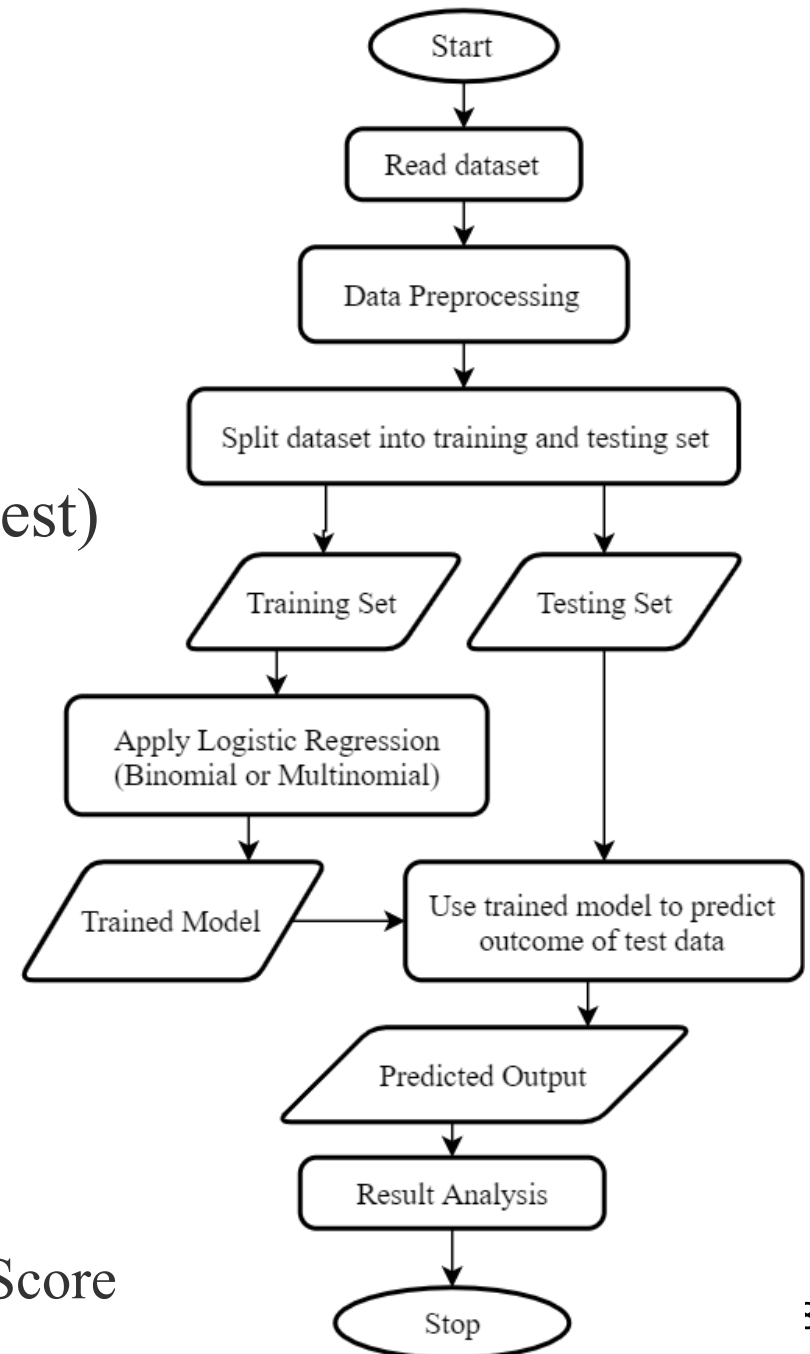 Start
Read dataset
Data Preprocessing
Split dataset into training and testing set
est)
Training Set
Testing Set
Apply Logistic Regression
(Binomial or Multinomial)
Trained Model
Use trained model to predict
outcome of test data
Predicted Output
Result Analysis
Score
Stop